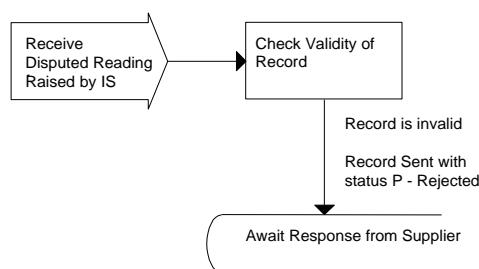 Receive
Disputed Reading
Raised by IS
Check Validity of
Record
Record is invalid
Record Sent with
status P - Rejected
Await Response from Supplier